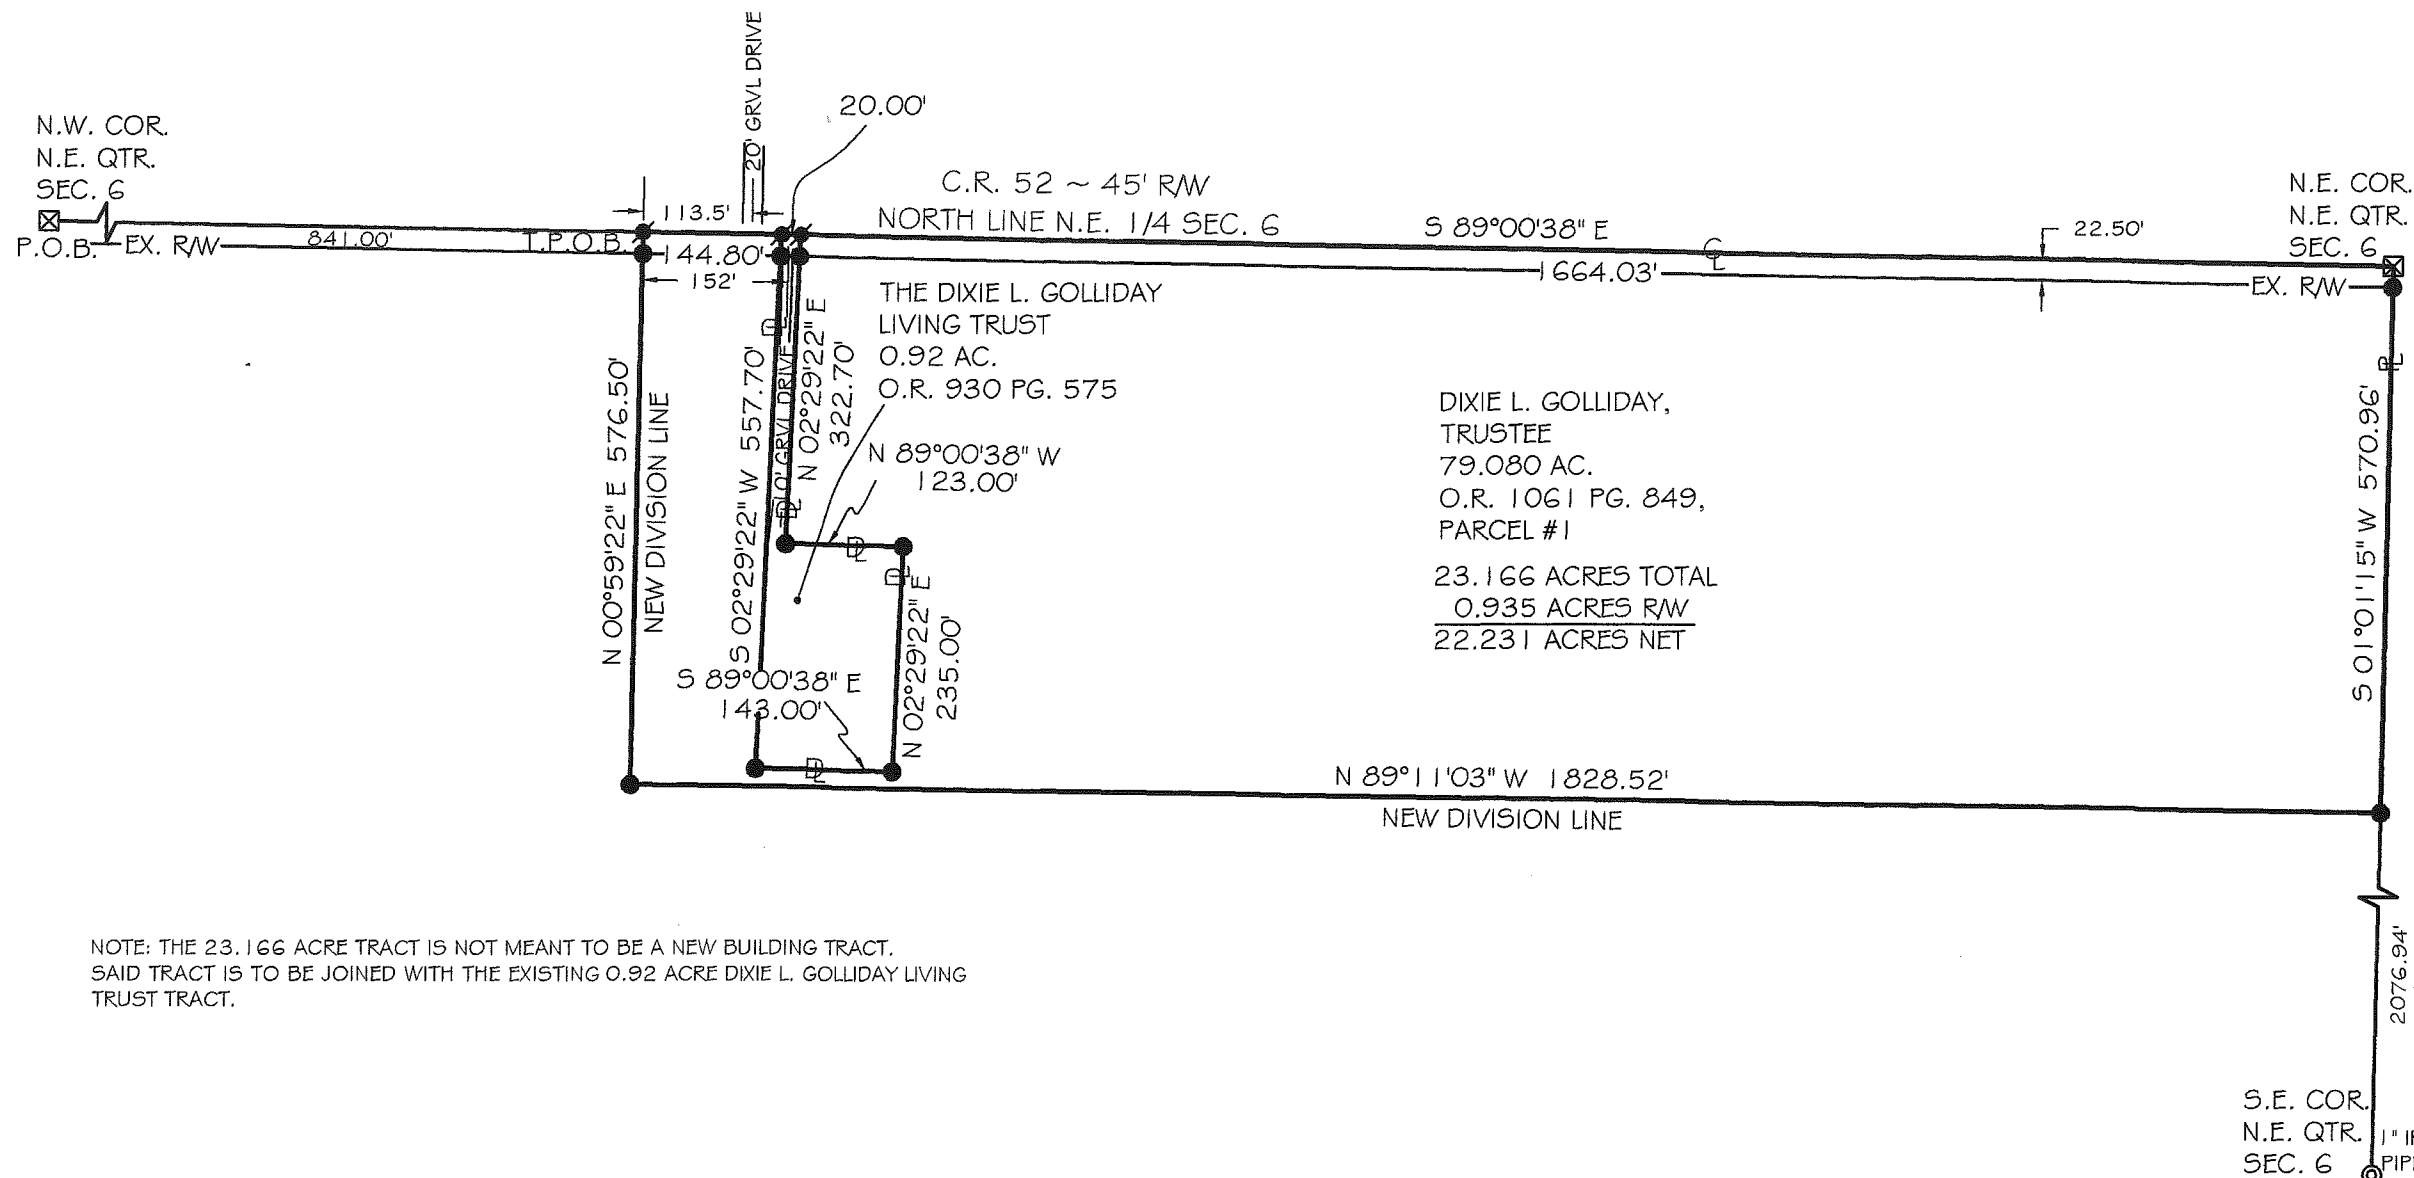 20' GRVL DRIVE
20.00'
N.W. COR.
N.E. QTR.
SEC. 6
P.O.B.
EX. R/W
841.00'
T.P.O.B.
113.5'
144.80'
152'
C.R. 52 ~ 45' R/W
NORTH LINE N.E. 1/4 SEC. 6
S 89°00'38" E
C L
1664.03'
22.50'
N.E. COR.
N.E. QTR.
SEC. 6
EX. R/W
THE DIXIE L. GOLLIDAY
LIVING TRUST
0.92 AC.
O.R. 930 PG. 575
N 00°59'22" E 576.50'
NEW DIVISION LINE
S 02°29'22" W 557.70'
10' GRVL DRIVE
N 02°29'22" E
322.70'
N 89°00'38" W
123.00'
N 02°29'22" E
235.00'
S 89°00'38" E
143.00'
DIXIE L. GOLLIDAY,
TRUSTEE
79.080 AC.
O.R. 1061 PG. 849,
PARCEL #1
23.166 ACRES TOTAL
0.935 ACRES R/W
22.231 ACRES NET
S 01°01'15" W 570.96'
N 89°11'03" W 1828.52'
NEW DIVISION LINE
NOTE: THE 23.166 ACRE TRACT IS NOT MEANT TO BE A NEW BUILDING TRACT.
SAID TRACT IS TO BE JOINED WITH THE EXISTING 0.92 ACRE DIXIE L. GOLLIDAY LIVING
TRUST TRACT.
2076.94'
S.E. COR.
N.E. QTR.
SEC. 6
1"